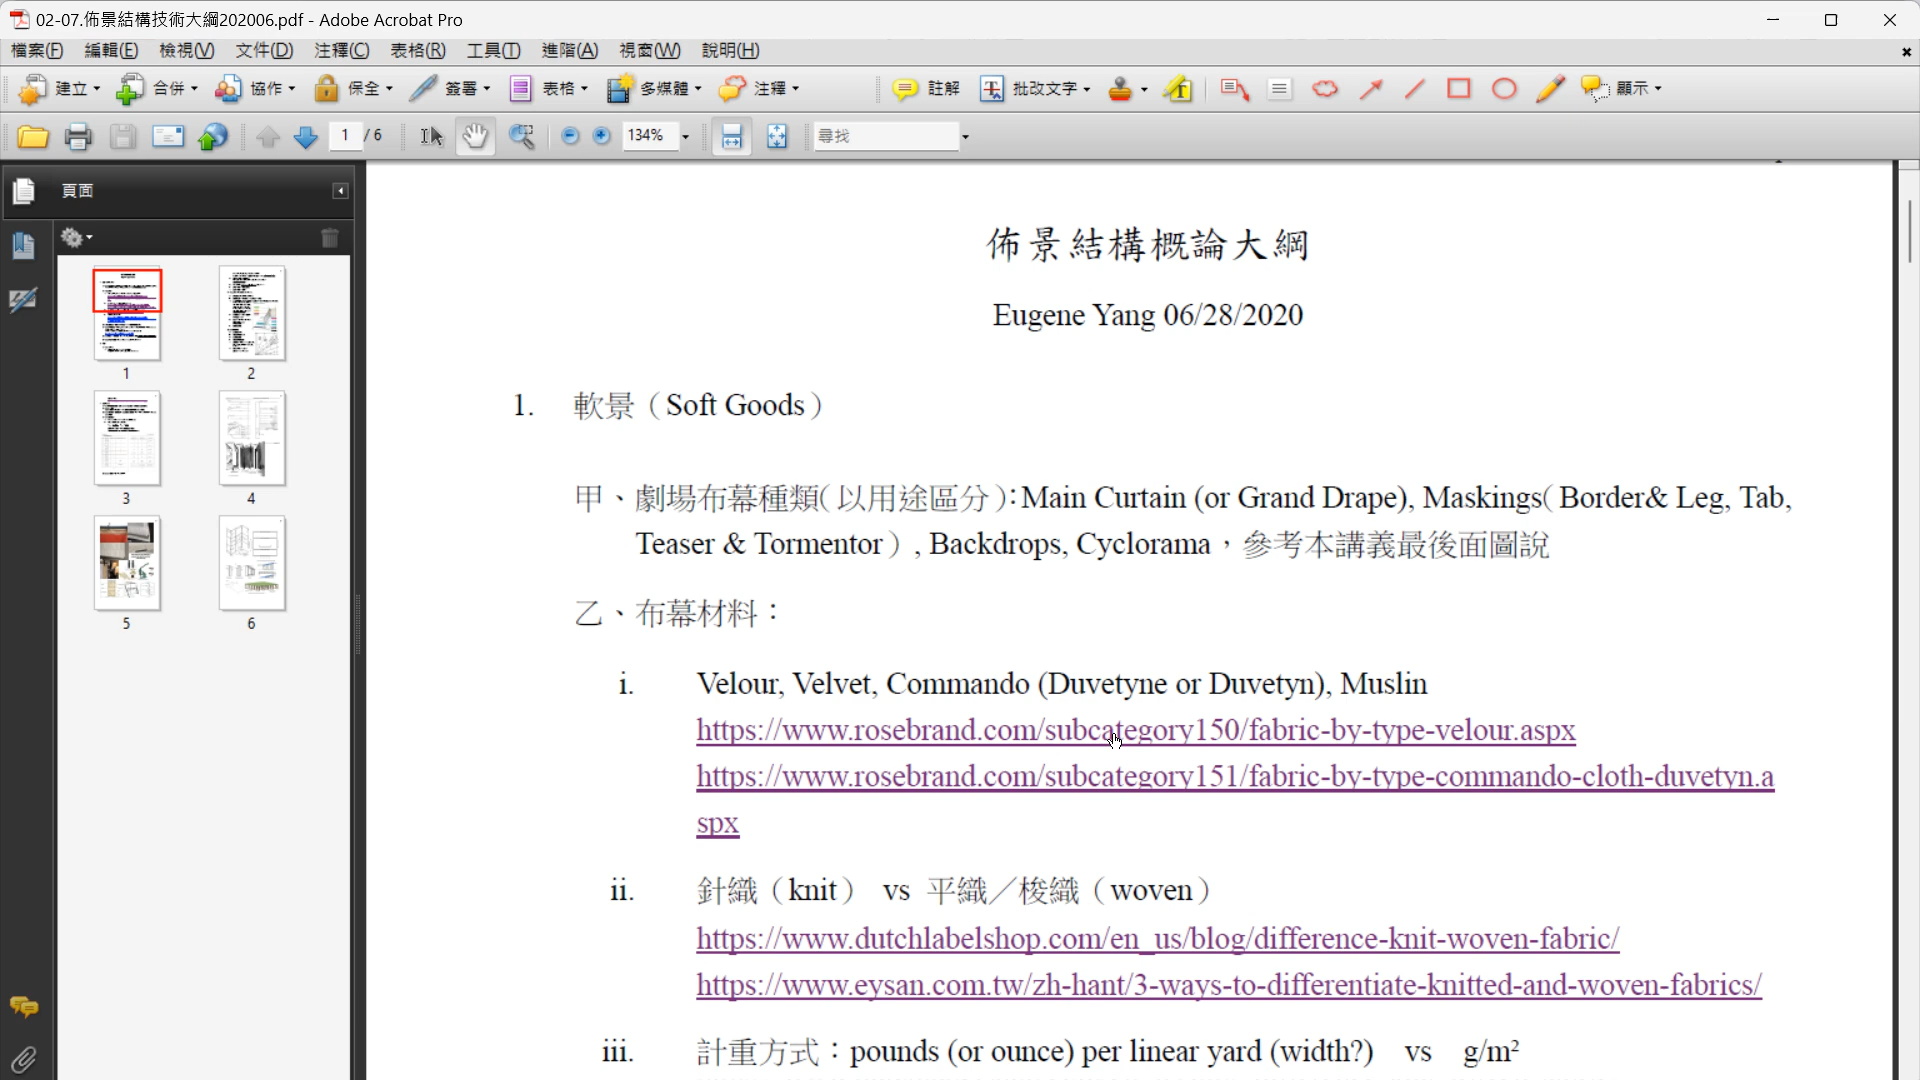 02-07.佈景結構技術大綱202006.pdf - Adobe Acrobat Pro
檔案(F) 編輯(E) 檢視(V) 文件(D) 注釋(C) 表格(R) 工具(T) 進階(A) 視窗(W) 說明(H)
建立 合併 協作 保全 簽署 表格 多媒體 注釋 註解 批改文字 顯示
1 / 6 134% 尋找
頁面
1
2
3
4
5
6
佈景結構概論大綱
Eugene Yang 06/28/2020
1. 軟景（Soft Goods）
甲、劇場布幕種類(以用途區分):Main Curtain (or Grand Drape), Maskings( Border& Leg, Tab,
Teaser & Tormentor）, Backdrops, Cyclorama，參考本講義最後面圖說
乙、布幕材料：
i. Velour, Velvet, Commando (Duvetyne or Duvetyn), Muslin
https://www.rosebrand.com/subcategory150/fabric-by-type-velour.aspx
https://www.rosebrand.com/subcategory151/fabric-by-type-commando-cloth-duvetyn.a
spx
ii. 針織（knit） vs 平織／梭織（woven）
https://www.dutchlabelshop.com/en_us/blog/difference-knit-woven-fabric/
https://www.eysan.com.tw/zh-hant/3-ways-to-differentiate-knitted-and-woven-fabrics/
iii. 計重方式：pounds (or ounce) per linear yard (width?) vs g/m²